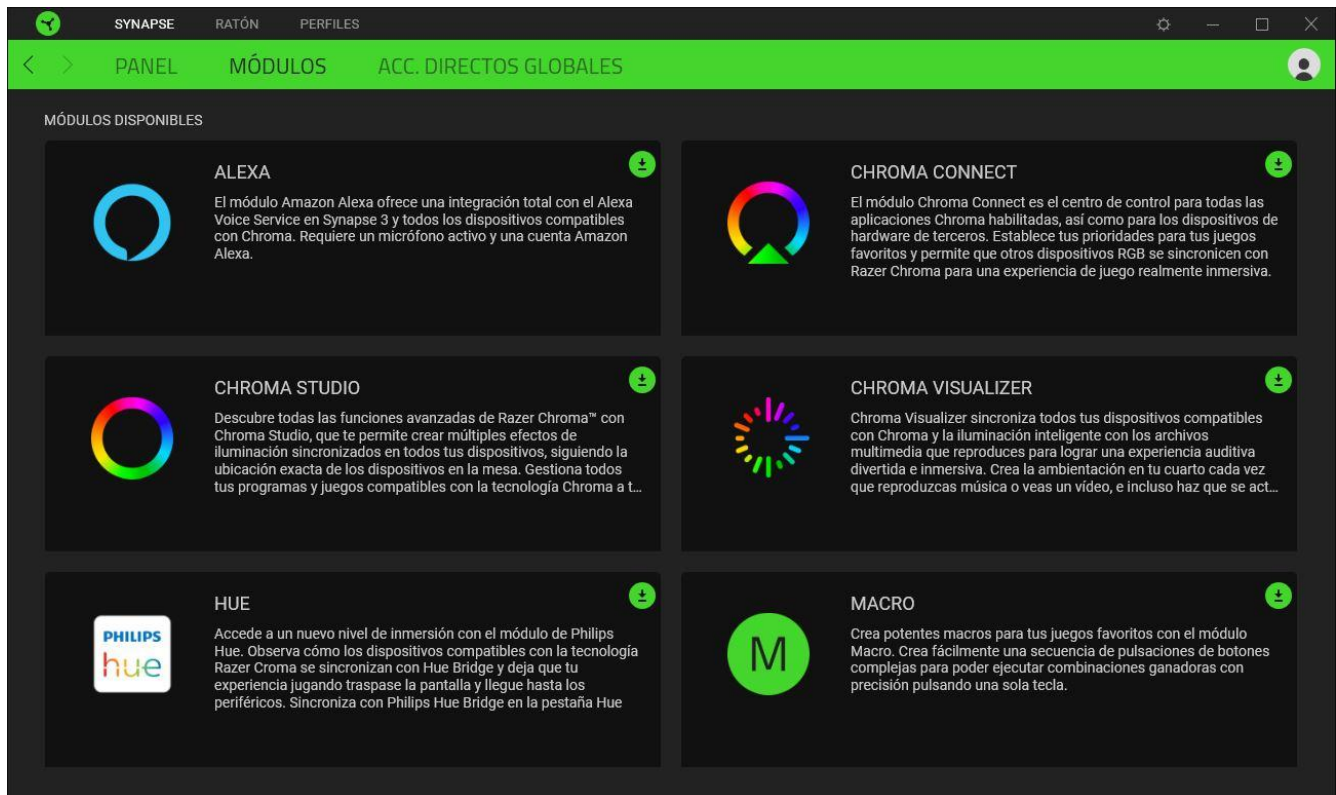 SYNAPSE
RATÓN
PERFILES
PANEL
MÓDULOS
ACC. DIRECTOS GLOBALES
MÓDULOS DISPONIBLES
ALEXA
El módulo Amazon Alexa ofrece una integración total con el Alexa
Voice Service en Synapse 3 y todos los dispositivos compatibles
con Chroma. Requiere un micrófono activo y una cuenta Amazon
Alexa.
CHROMA CONNECT
El módulo Chroma Connect es el centro de control para todas las
aplicaciones Chroma habilitadas, así como para los dispositivos de
hardware de terceros. Establece tus prioridades para tus juegos
favoritos y permite que otros dispositivos RGB se sincronicen con
Razer Chroma para una experiencia de juego realmente inmersiva.
CHROMA STUDIO
Descubre todas las funciones avanzadas de Razer Chroma™ con
Chroma Studio, que te permite crear múltiples efectos de
iluminación sincronizados en todos tus dispositivos, siguiendo la
ubicación exacta de los dispositivos en la mesa. Gestiona todos
tus programas y juegos compatibles con la tecnología Chroma a t...
CHROMA VISUALIZER
Chroma Visualizer sincroniza todos tus dispositivos compatibles
con Chroma y la iluminación inteligente con los archivos
multimedia que reproduces para lograr una experiencia auditiva
divertida e inmersiva. Crea la ambientación en tu cuarto cada vez
que reproduzcas música o veas un vídeo, e incluso haz que se act...
PHILIPS
hue
HUE
Accede a un nuevo nivel de inmersión con el módulo de Philips
Hue. Observa cómo los dispositivos compatibles con la tecnología
Razer Croma se sincronizan con Hue Bridge y deja que tu
experiencia jugando traspase la pantalla y llegue hasta los
periféricos. Sincroniza con Philips Hue Bridge en la pestaña Hue
M
MACRO
Crea potentes macros para tus juegos favoritos con el módulo
Macro. Crea fácilmente una secuencia de pulsaciones de botones
complejas para poder ejecutar combinaciones ganadoras con
precisión pulsando una sola tecla.